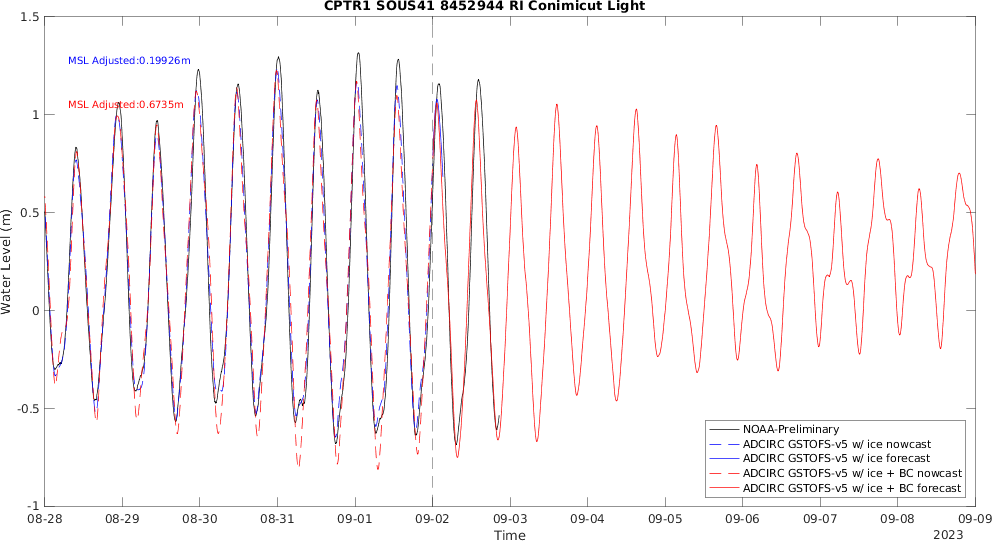 CPTR1 SOUS41 8452944 RI Conimicut Light
MSL Adjusted:0.19926m
MSL Adjusted:0.6735m
Water Level (m)
1.5
1
0.5
0
-0.5
-1
NOAA-Preliminary
ADCIRC GSTOFS-v5 w/ ice nowcast
ADCIRC GSTOFS-v5 w/ ice forecast
ADCIRC GSTOFS-v5 w/ ice + BC nowcast
ADCIRC GSTOFS-v5 w/ ice + BC forecast
08-28 08-29 08-30 08-31 09-01 09-02 09-03 09-04 09-05 09-06 09-07 09-08 09-09
Time
2023